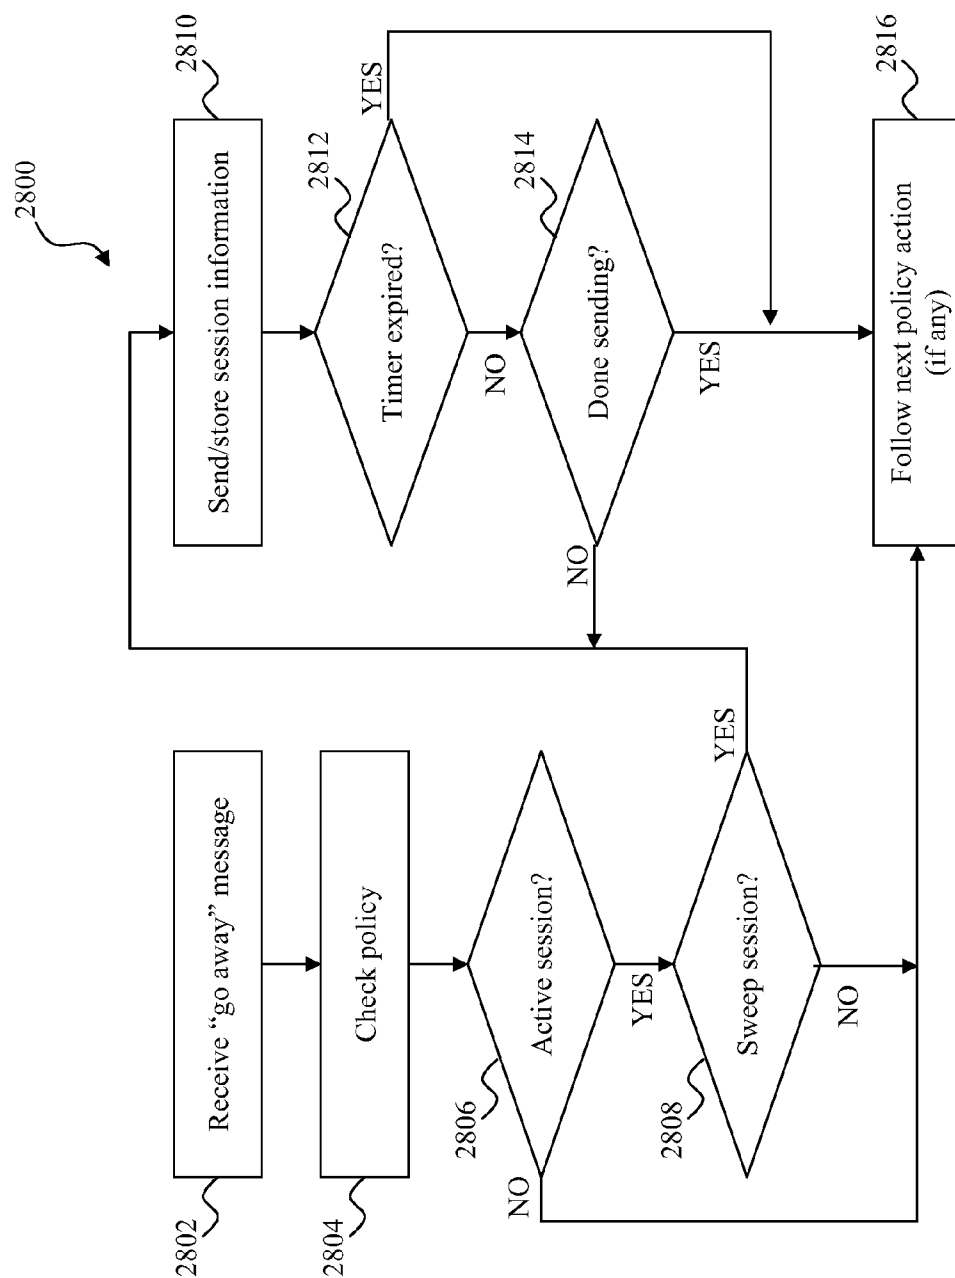 2800
2802
Receive “go away” message
2804
Check policy
2806
Active session?
NO
YES
2808
Sweep session?
YES
NO
2810
Send/store session information
2812
Timer expired?
YES
NO
2814
Done sending?
NO
YES
2816
Follow next policy action
(if any)